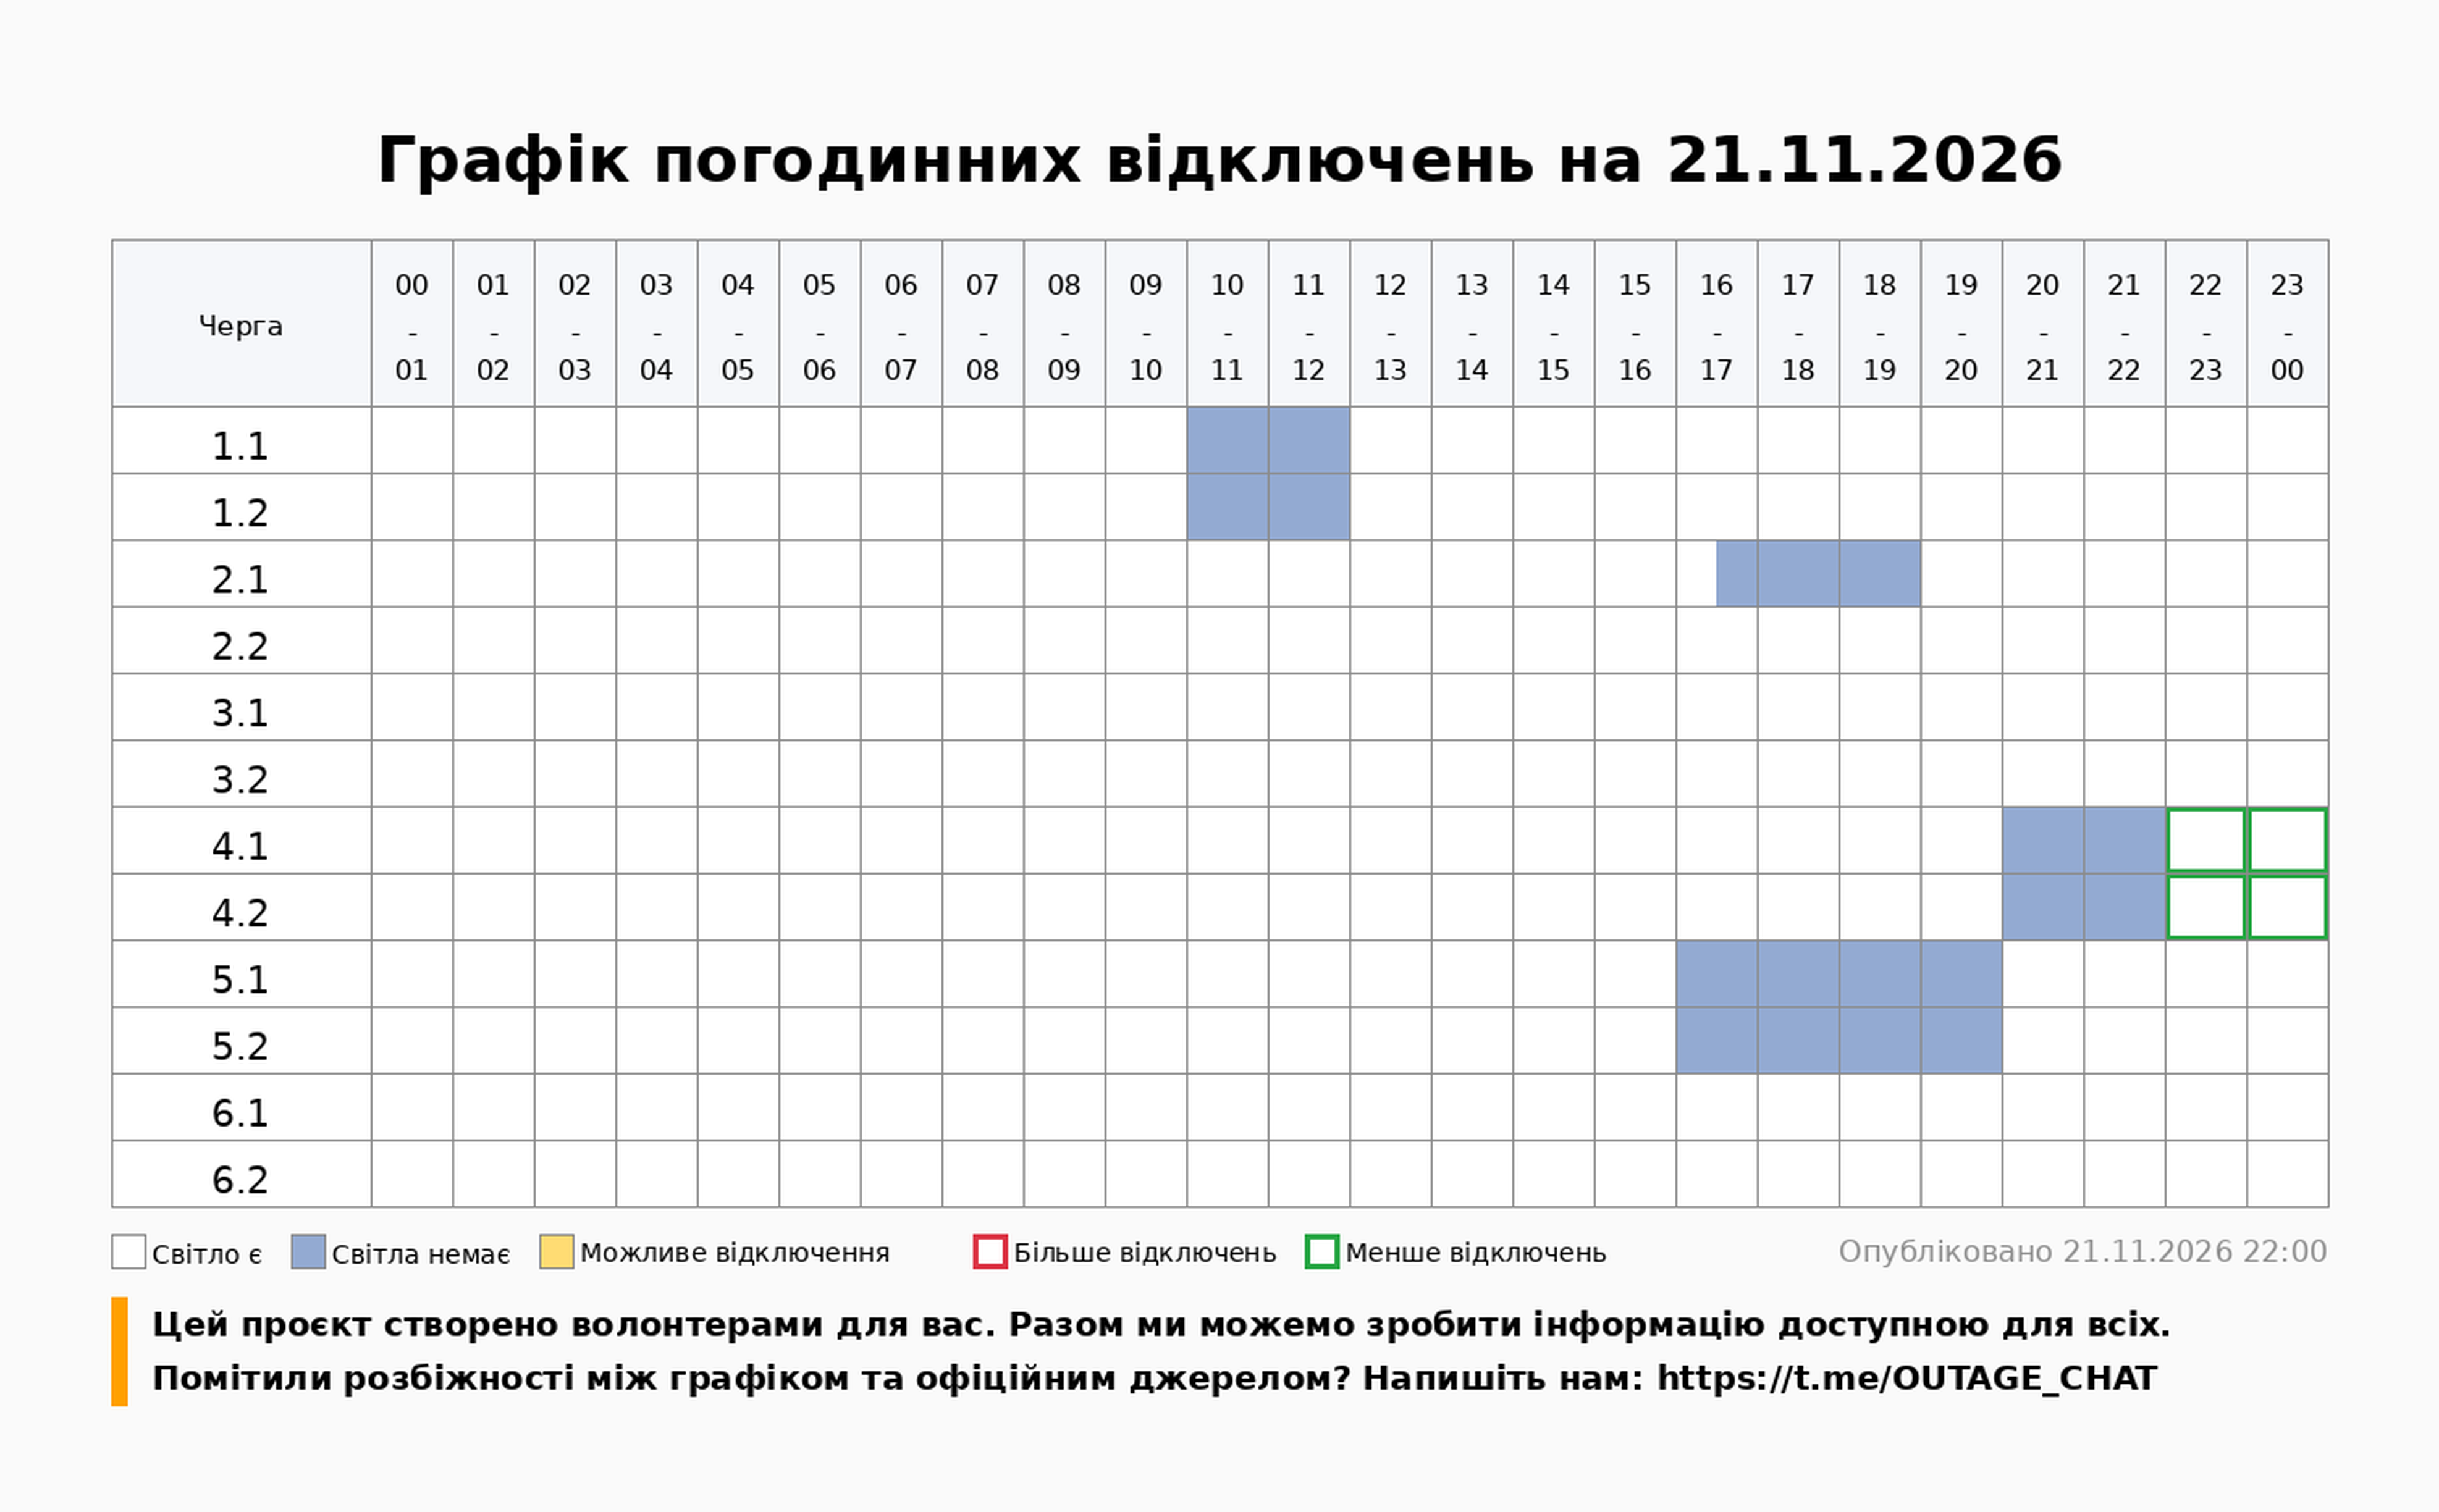 Графік погодинних відключень на 21.11.2026
Черга 00 - 01 01 - 02 02 - 03 03 - 04 04 - 05 05 - 06 06 - 07 07 - 08 08 - 09 09 - 10 10 - 11 11 - 12 12 - 13 13 - 14 14 - 15 15 - 16 16 - 17 17 - 18 18 - 19 19 - 20 20 - 21 21 - 22 22 - 23 23 - 00
1.1
1.2
2.1
2.2
3.1
3.2
4.1
4.2
5.1
5.2
6.1
6.2
Світло є Світла немає Можливе відключення Більше відключень Менше відключень Опубліковано 21.11.2026 22:00
Цей проєкт створено волонтерами для вас. Разом ми можемо зробити інформацію доступною для всіх.
Помітили розбіжності між графіком та офіційним джерелом? Напишіть нам: https://t.me/OUTAGE_CHAT